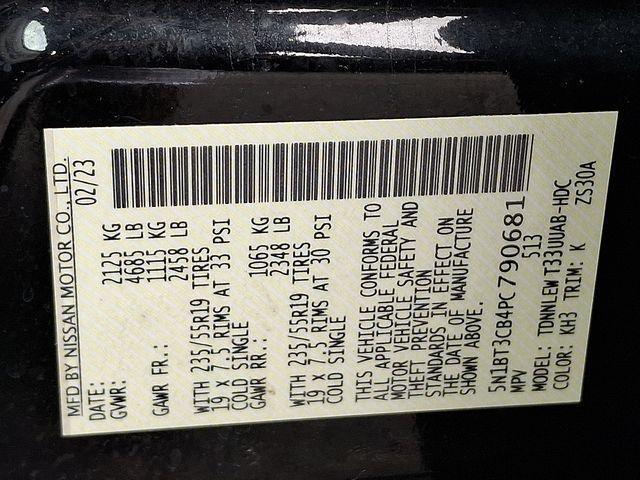 MFD BY NISSAN MOTOR CO., LTD.
DATE: 02/23
GVWR: 2125 KG
4685 LB
GAWR FR.: 1115 KG
2458 LB
WITH 235/55R19 TIRES
19 X 7.5 RIMS AT 33 PSI
COLD SINGLE
GAWR RR.: 1065 KG
2348 LB
WITH 235/55R19 TIRES
19 X 7.5 RIMS AT 30 PSI
COLD SINGLE
THIS VEHICLE CONFORMS TO
ALL APPLICABLE FEDERAL
MOTOR VEHICLE SAFETY AND
THEFT PREVENTION
STANDARDS IN EFFECT ON
THE DATE OF MANUFACTURE
SHOWN ABOVE.
5N1BT3CB4PC790681
MPV 513
MODEL: TDWNLEW T33UUAB-HDC
COLOR: KH3 TRIM: K ZS30A